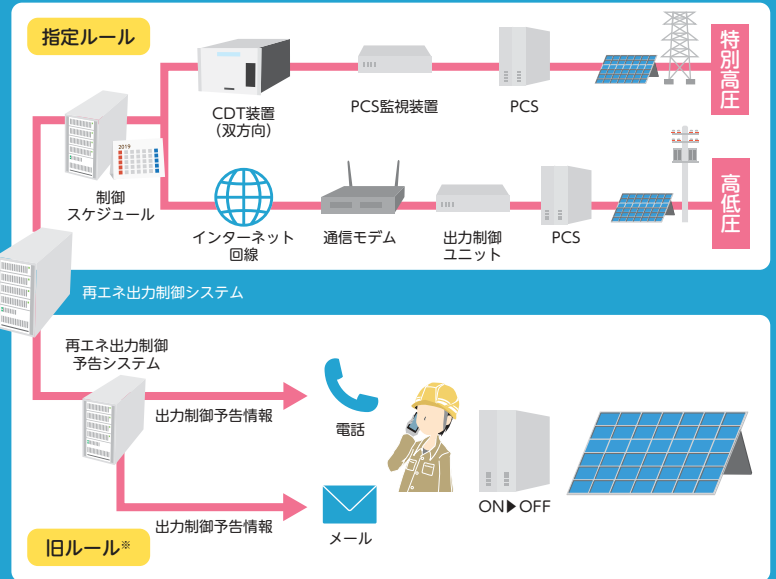 指定ルール
CDT装置
（双方向）
PCS監視装置
PCS
特別高圧
2019
制御
スケジュール
インターネット
回線
通信モデム
出力制御
ユニット
PCS
高低圧
再エネ出力制御システム
再エネ出力制御
予告システム
出力制御予告情報
電話
出力制御予告情報
メール
ON▶OFF
旧ルール※